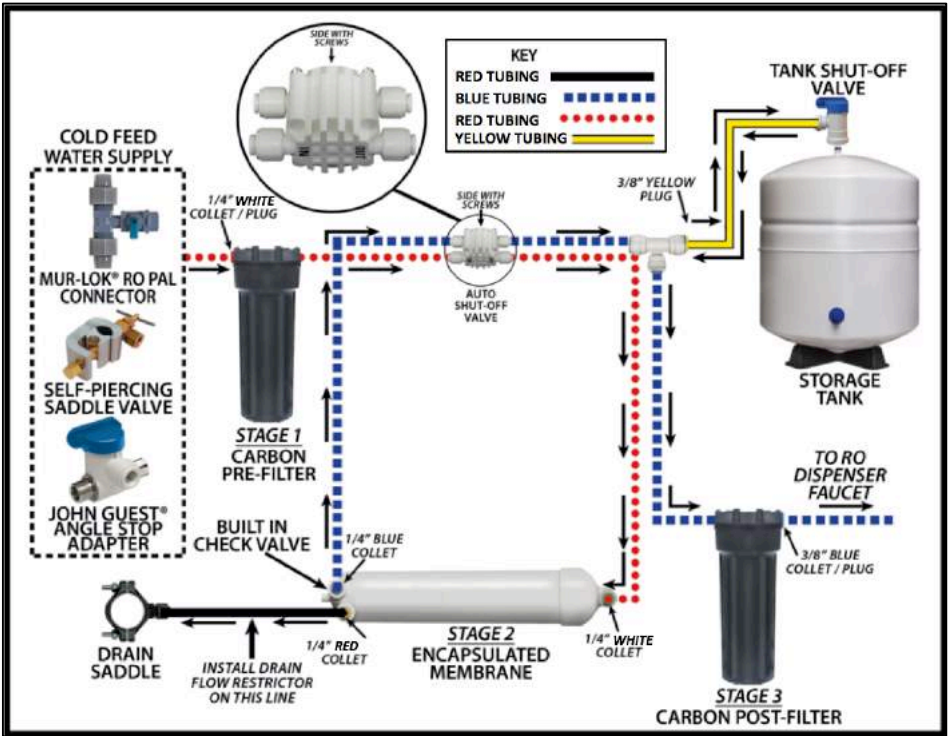 SIDE WITH
SCREWS
KEY
RED TUBING
BLUE TUBING
RED TUBING
YELLOW TUBING
TANK SHUT-OFF
VALVE
COLD FEED
WATER SUPPLY
1/4" WHITE
COLLET / PLUG
IN
OUT
SIDE WITH
SCREWS
3/8" YELLOW
PLUG
MUR-LOK® RO PAL
CONNECTOR
AUTO
SHUT-OFF
VALVE
SELF-PIERCING
SADDLE VALVE
STORAGE
TANK
STAGE 1
CARBON
PRE-FILTER
JOHN GUEST®
ANGLE STOP
ADAPTER
TO RO
DISPENSER
FAUCET
BUILT IN
CHECK VALVE
1/4" BLUE
COLLET
3/8" BLUE
COLLET / PLUG
DRAIN
SADDLE
INSTALL DRAIN
FLOW RESTRICTOR
ON THIS LINE
1/4" RED
COLLET
STAGE 2
ENCAPSULATED
MEMBRANE
1/4" WHITE
COLLET
STAGE 3
CARBON POST-FILTER